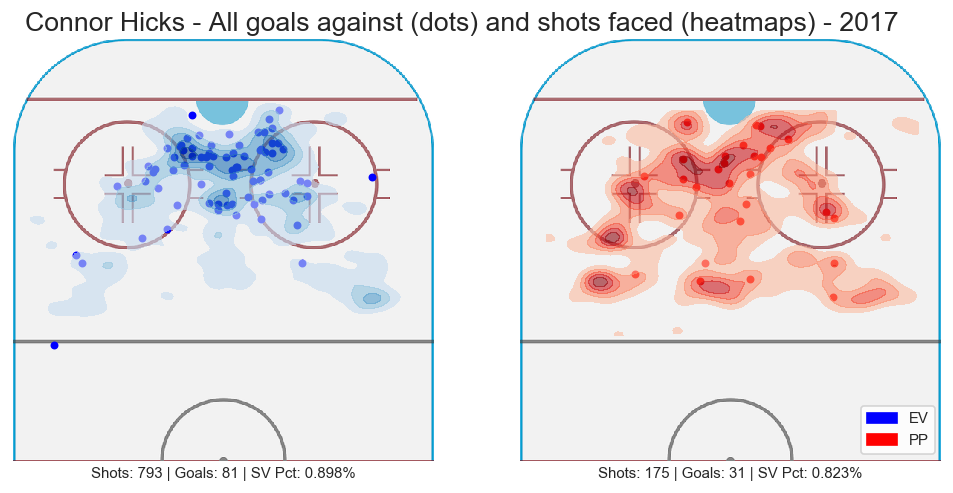 Connor Hicks - All goals against (dots) and shots faced (heatmaps) - 2017
EV
PP
Shots: 793 | Goals: 81 | SV Pct: 0.898%
Shots: 175 | Goals: 31 | SV Pct: 0.823%